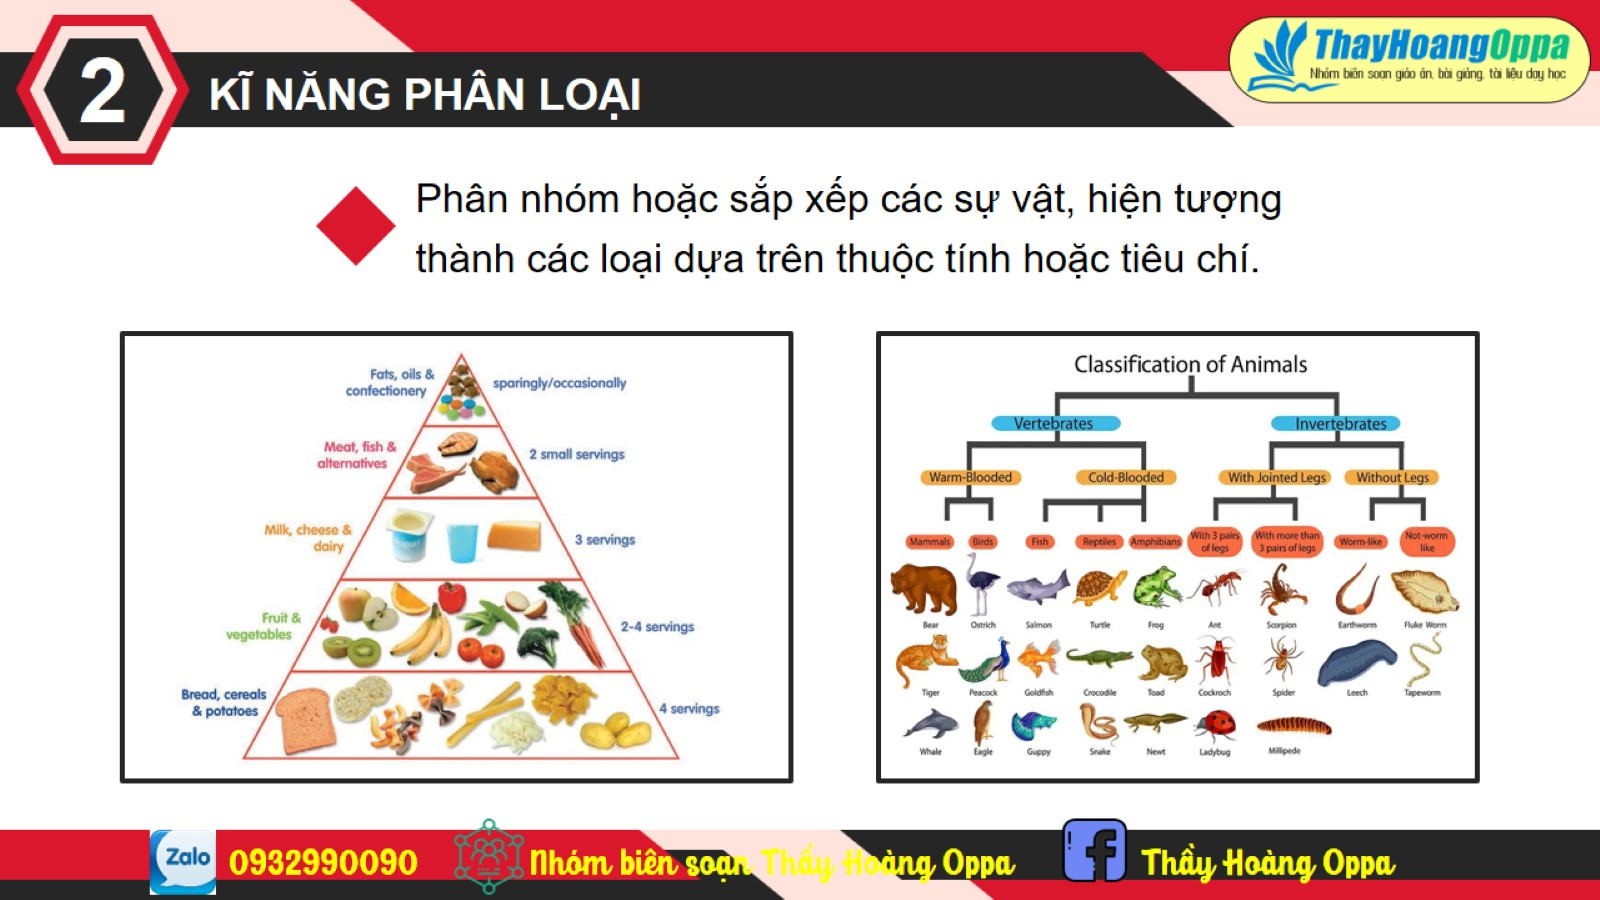 2
KĨ NĂNG PHÂN LOẠI
ThayHoangOppa
Nhóm biên soạn giáo án, bài giảng, tài liệu dạy học
Phân nhóm hoặc sắp xếp các sự vật, hiện tượng
thành các loại dựa trên thuộc tính hoặc tiêu chí.
Fats, oils &
confectionery
sparingly/occasionally
Meat, fish &
alternatives
2 small servings
Milk, cheese &
dairy
3 servings
Fruit &
vegetables
2-4 servings
Bread, cereals
& potatoes
4 servings
Classification of Animals
Vertebrates Invertebrates
Warm-Blooded Cold-Blooded With Jointed Legs Without Legs
Mammals Birds Fish Reptiles Amphibians
With 3 pairs
of legs
With more than
3 pairs of legs
Worm-like
Not-worm
like
Bear Ostrich Salmon Turtle Frog Ant Scorpion Earthworm Fluke Worm
Tiger Peacock Goldfish Crocodile Toad Cockroch Spider Leech Tapeworm
Whale Eagle Guppy Snake Newt Ladybug Millipede
Zalo 0932990090 Nhóm biên soạn Thầy Hoàng Oppa Thầy Hoàng Oppa